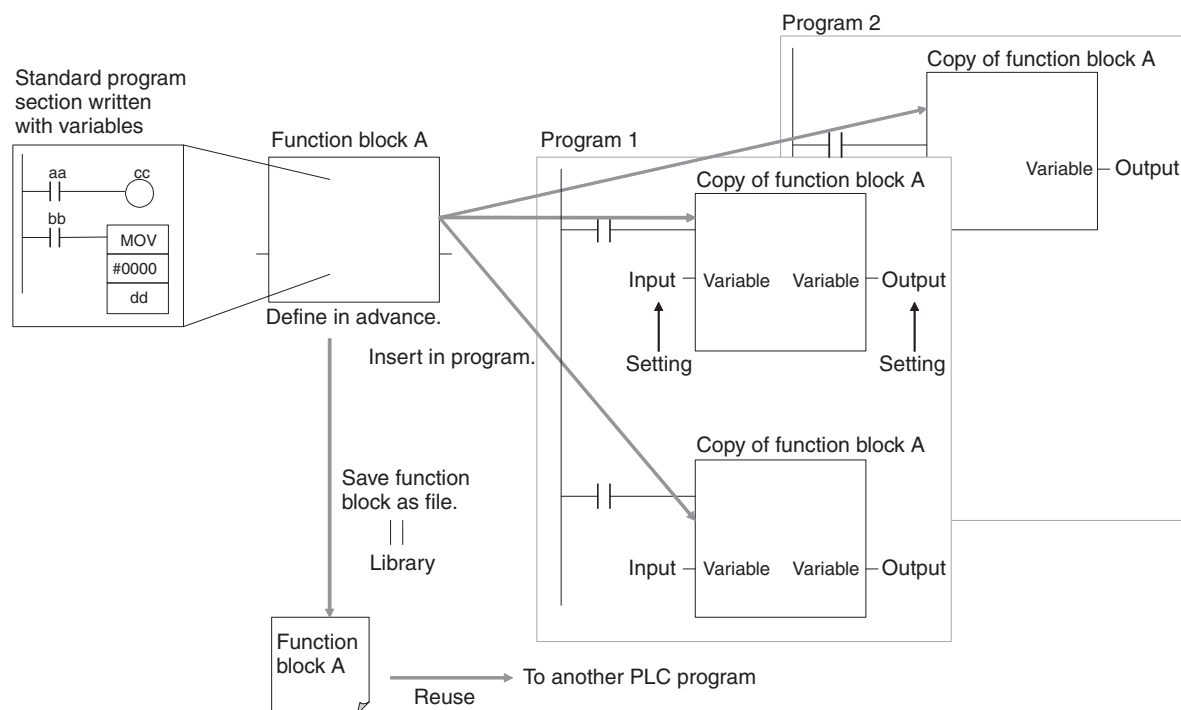 Program 2
Copy of function block A
Variable
Output
Standard program
section written
with variables
aa
cc
bb
MOV
#0000
dd
Function block A
Define in advance.
Insert in program.
Program 1
Copy of function block A
Input
Variable
Variable
Output
Setting
Setting
Copy of function block A
Input
Variable
Variable
Output
Save function
block as file.
Library
Function
block A
Reuse
To another PLC program